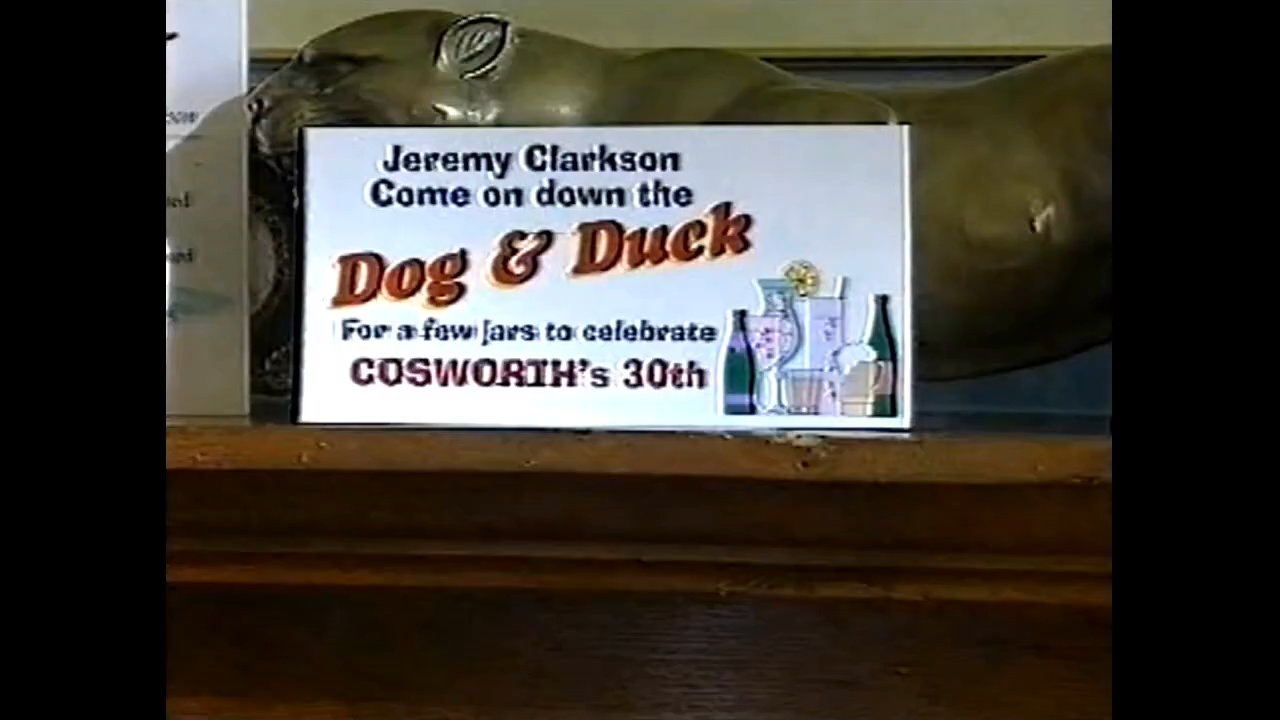 Jeremy Clarkson
Come on down the
Dog & Duck
For a few jars to celebrate
COSWORTH's 30th